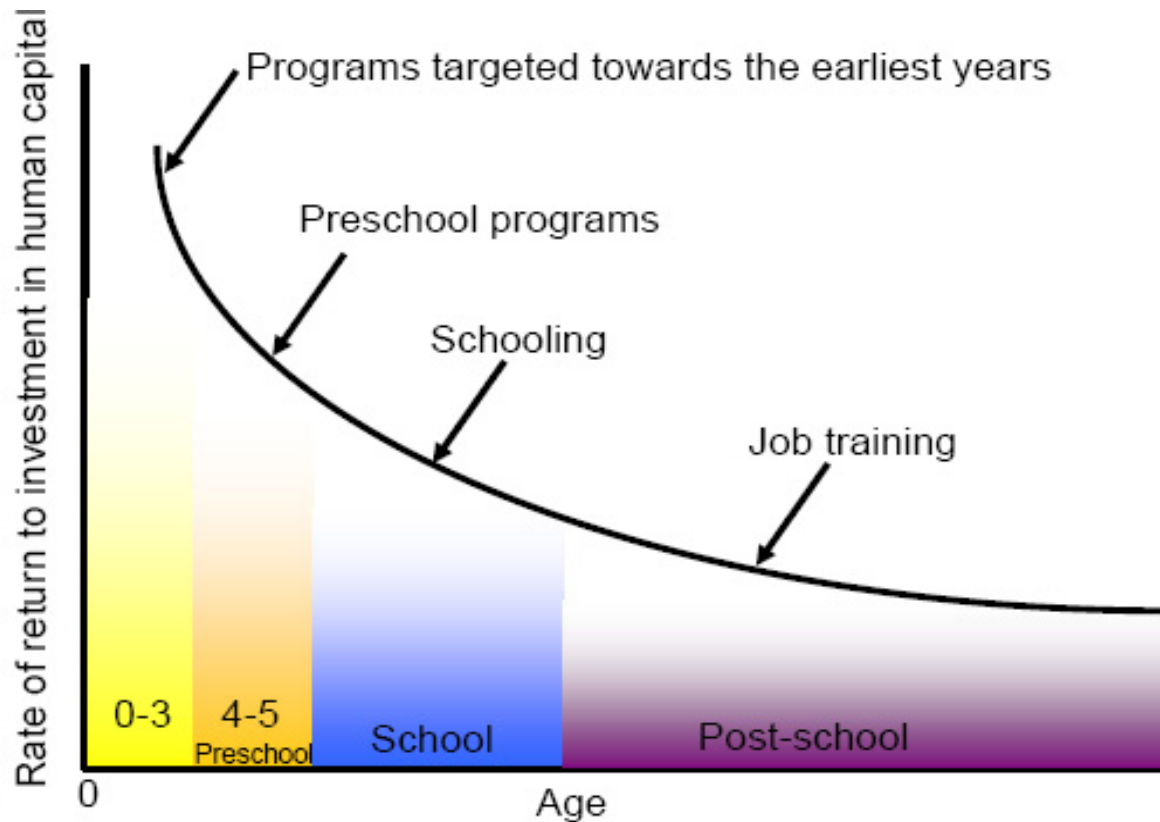 Rate of return to investment in human capital
Programs targeted towards the earliest years
Preschool programs
Schooling
Job training
0-3
4-5
Preschool
School
Post-school
0
Age